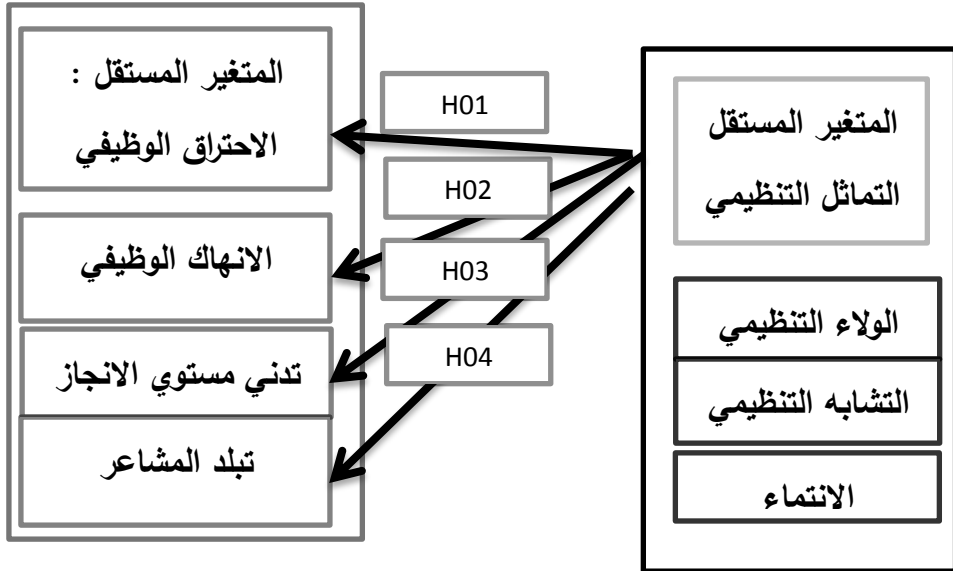 المتغير المستقل
التماثل التنظيمي
الولاء التنظيمي
التشابه التنظيمي
الانتماء
H01
H02
H03
H04
المتغير المستقل :
الاحتراق الوظيفي
الانهاك الوظيفي
تدني مستوي الانجاز
تبلد المشاعر